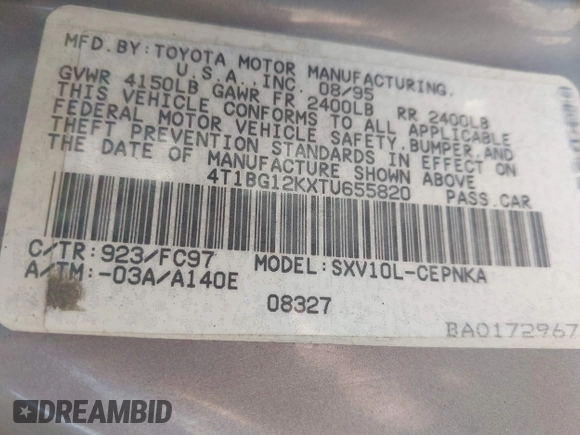 MFD. BY: TOYOTA MOTOR MANUFACTURING,
U.S.A., INC. 08/95
GVWR 4150LB GAWR FR 2400LB RR 2400LB
THIS VEHICLE CONFORMS TO ALL APPLICABLE
FEDERAL MOTOR VEHICLE SAFETY, BUMPER, AND
THEFT PREVENTION STANDARDS IN EFFECT ON
THE DATE OF MANUFACTURE SHOWN ABOVE
4T1BG12KXTU655820 PASS.CAR
C/TR: 923/FC97 MODEL: SXV10L-CEPNKA
A/TM: -03A/A140E
08327
BA0172967
DREAMBID